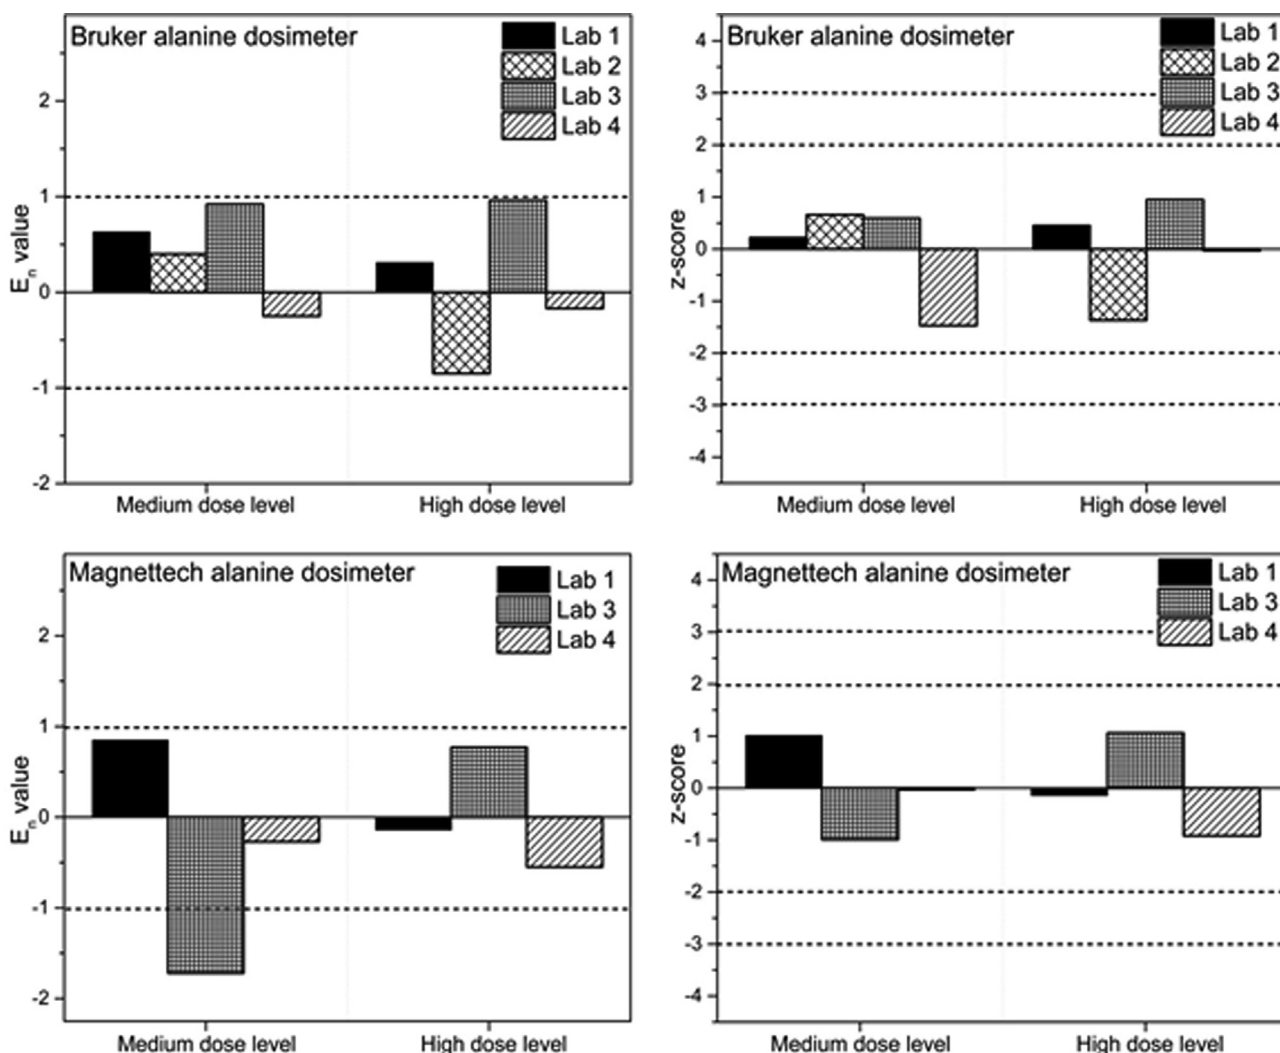 Bruker alanine dosimeter
Lab 1
Lab 2
Lab 3
Lab 4
2
1
0
-1
-2
En value
Medium dose level
High dose level
Bruker alanine dosimeter
Lab 1
Lab 2
Lab 3
Lab 4
4
3
2
1
0
-1
-2
-3
-4
z-score
Medium dose level
High dose level
Magnettech alanine dosimeter
Lab 1
Lab 3
Lab 4
2
1
0
-1
-2
En value
Medium dose level
High dose level
Magnettech alanine dosimeter
Lab 1
Lab 3
Lab 4
4
3
2
1
0
-1
-2
-3
-4
z-score
Medium dose level
High dose level